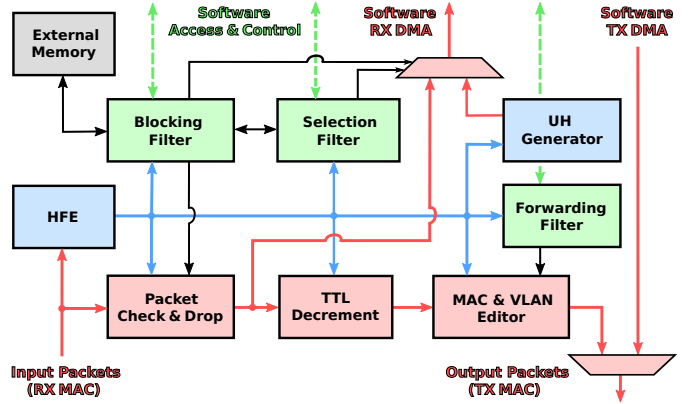 Software
Access & Control
Software
RX DMA
Software
TX DMA
External
Memory
Blocking
Filter
Selection
Filter
UH
Generator
HFE
Forwarding
Filter
Packet
Check & Drop
TTL
Decrement
MAC & VLAN
Editor
Input Packets
(RX MAC)
Output Packets
(TX MAC)